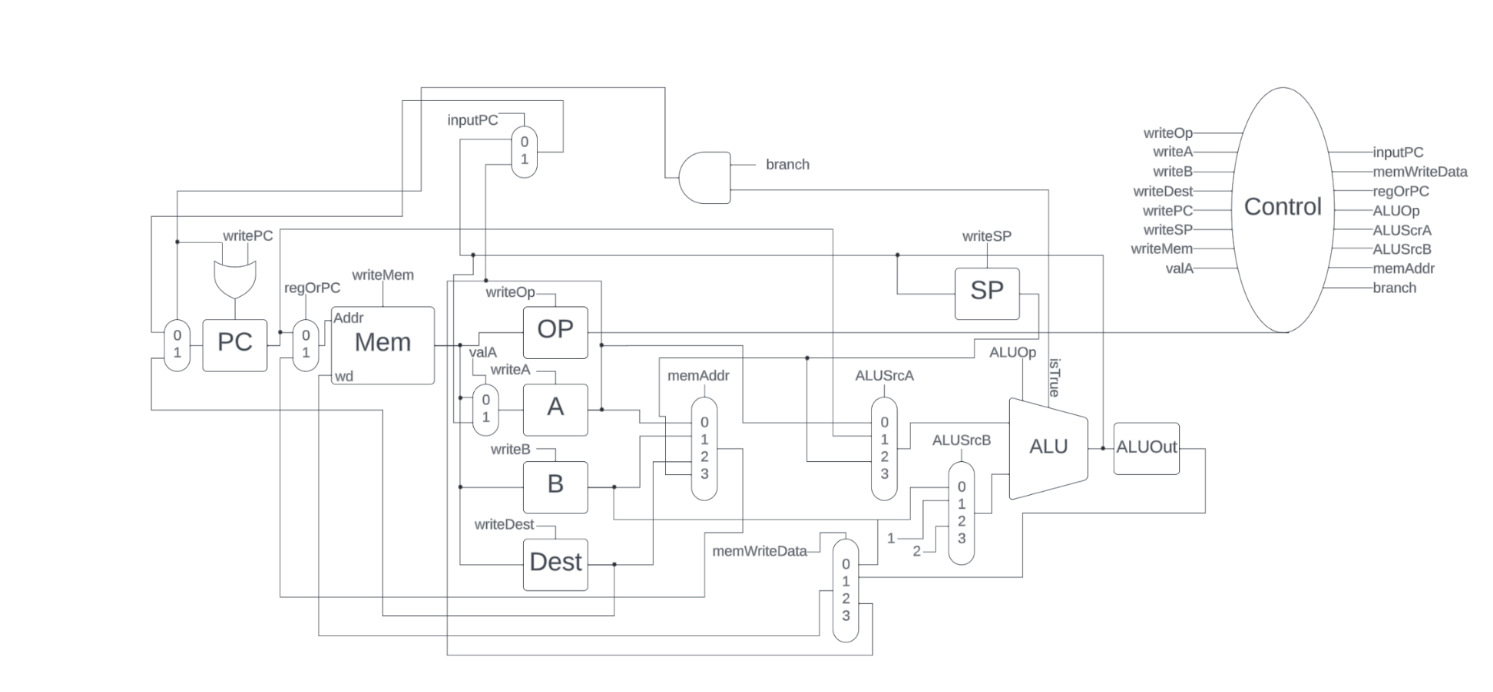 inputPC
0
1
branch
writeOp
writeA
writeB
writeDest
writePC
writeSP
writeMem
valA
Control
inputPC
memWriteData
regOrPC
ALUOp
ALUScrA
ALUSrcB
memAddr
branch
writePC
writeSP
SP
writeMem
regOrPC
writeOp
0
1
PC
0
1
Addr
Mem
wd
OP
valA
0
1
writeA
A
writeB
B
writeDest
Dest
memAddr
0
1
2
3
ALUSrcA
0
1
2
3
ALUOp
isTrue
ALU
ALUOut
ALUSrcB
0
1
2
3
1
2
memWriteData
0
1
2
3